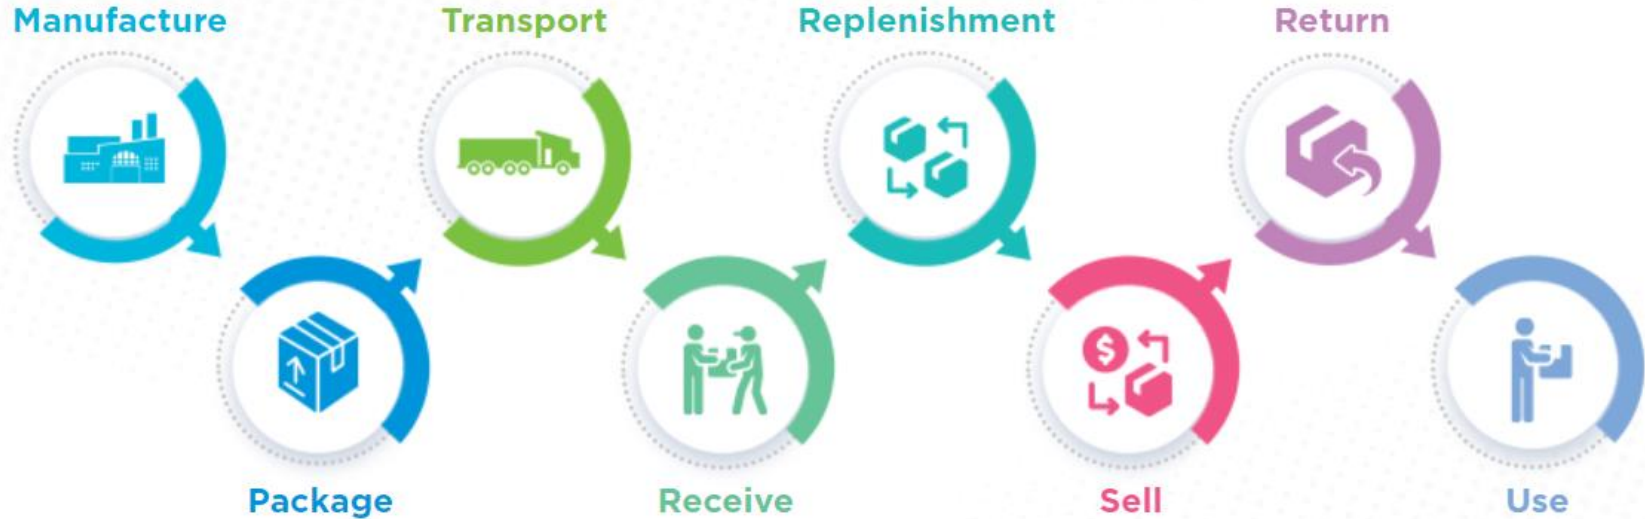 Manufacture
Transport
Replenishment
Return
$
Package
Receive
Sell
Use